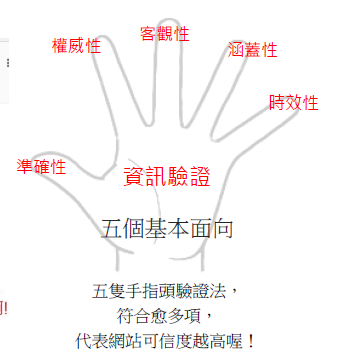 客觀性
權威性
涵蓋性
時效性
準確性
資訊驗證
五個基本面向
五隻手指頭驗證法，
符合愈多項，
代表網站可信度越高喔！